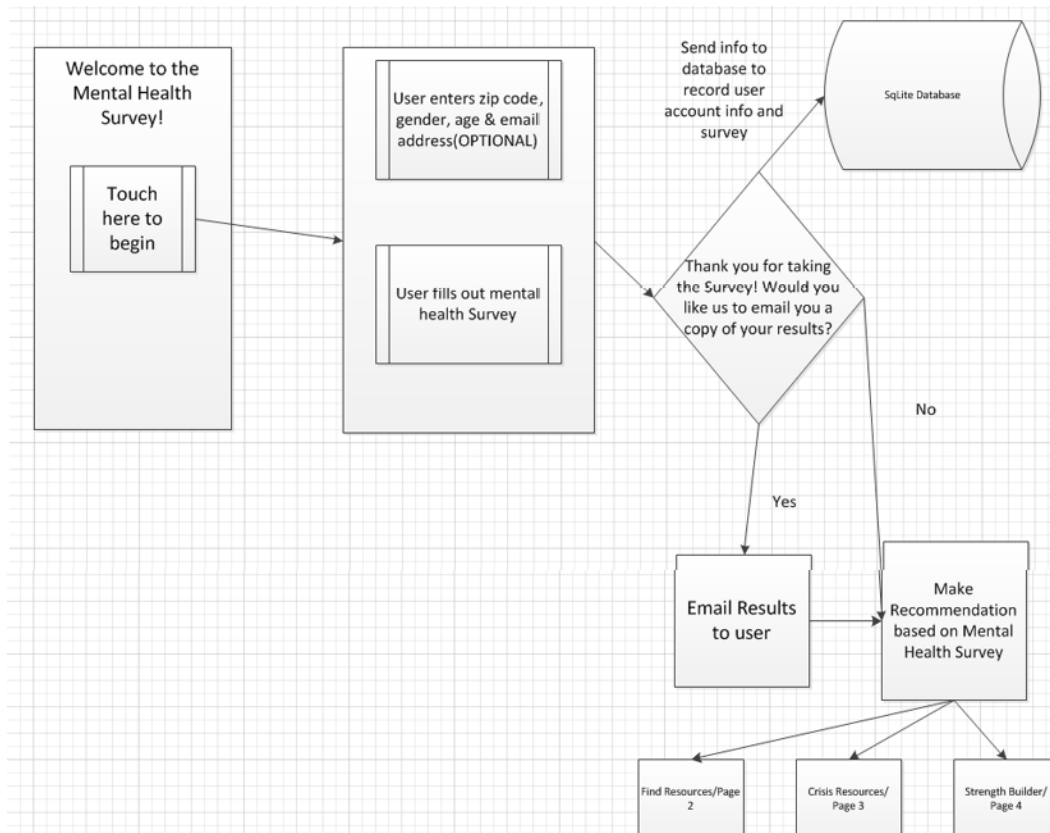 Welcome to the
Mental Health
Survey!
Touch
here to
begin
User enters zip code,
gender, age & email
address(OPTIONAL)
User fills out mental
health Survey
Send info to
database to
record user
account info and
survey
SqLite Database
Thank you for taking
the Survey! Would you
like us to email you a
copy of your results?
No
Yes
Email Results
to user
Make
Recommendation
based on Mental
Health Survey
Find Resources/Page
2
Crisis Resources/
Page 3
Strength Builder/
Page 4